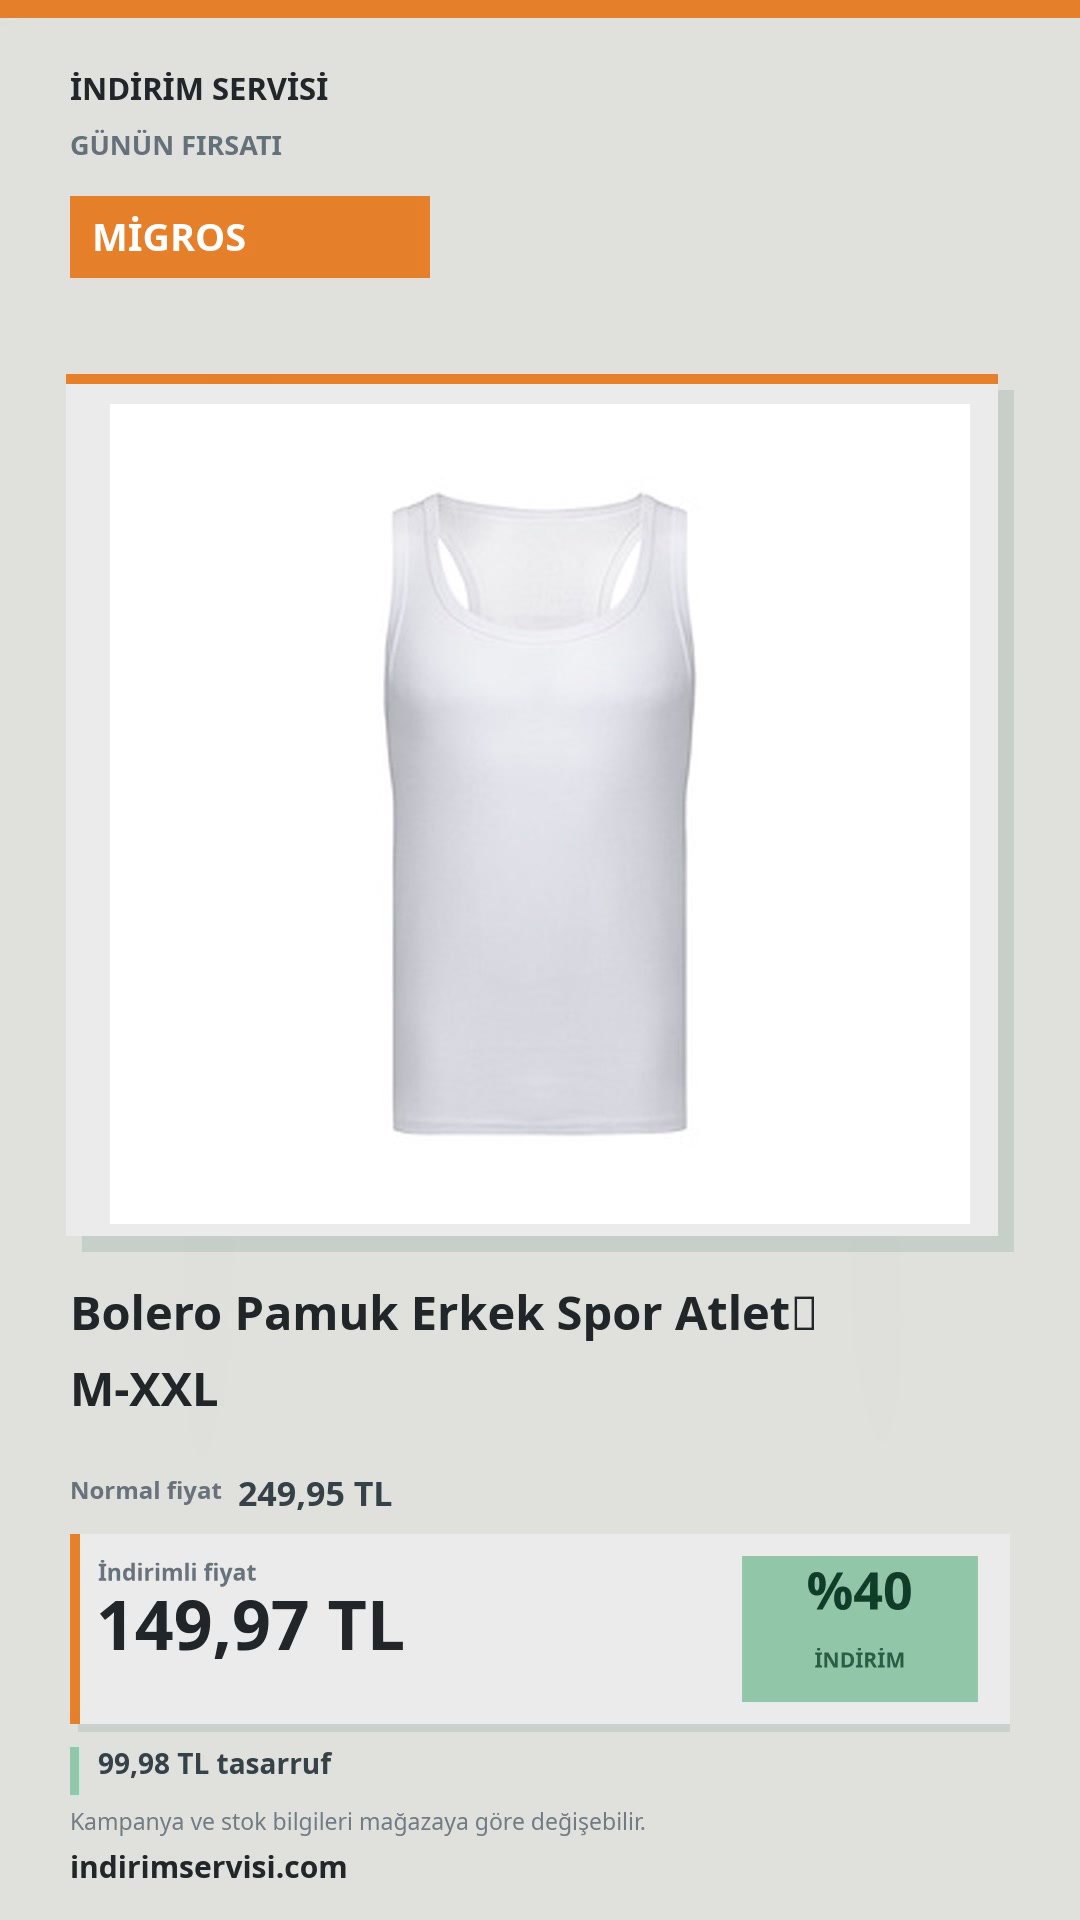 İNDİRİM SERVİSİ
GÜNÜN FIRSATI
MİGROS
Bolero Pamuk Erkek Spor Atlet
M-XXL
Normal fiyat 249,95 TL
İndirimli fiyat
149,97 TL
%40
İNDİRİM
99,98 TL tasarruf
Kampanya ve stok bilgileri mağazaya göre değişebilir.
indirimservisi.com